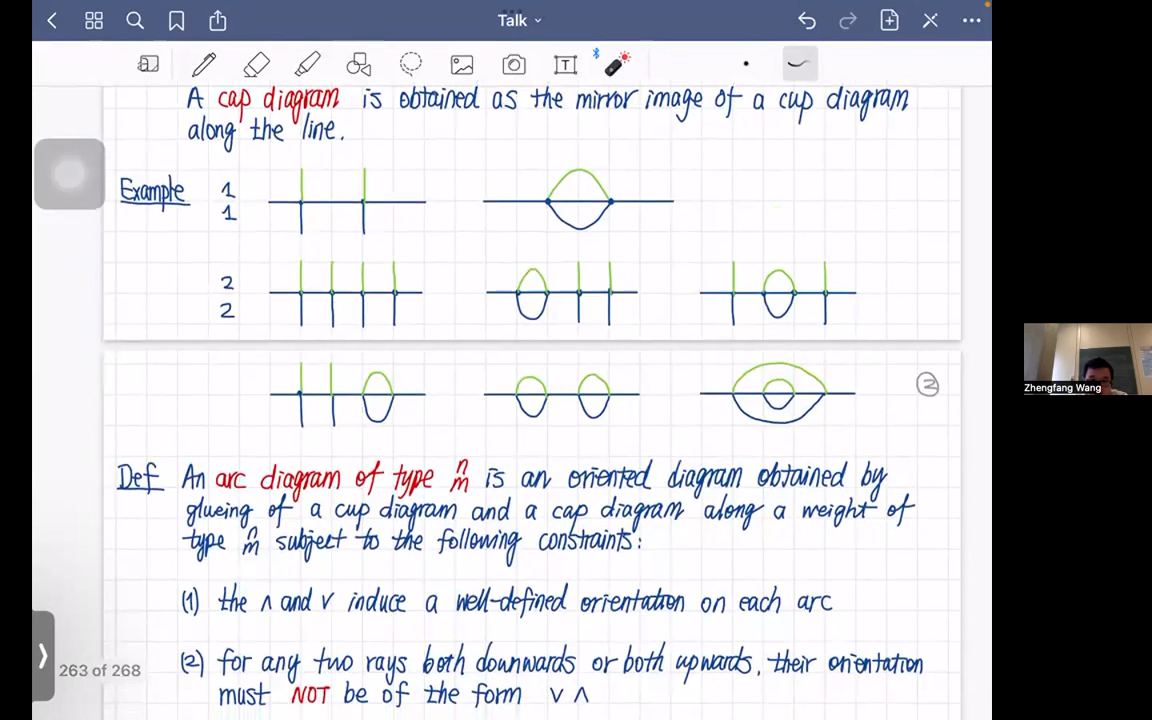 Talk
A cap diagram is obtained as the mirror image of a cup diagram
along the line.
Example 1
1
2
2
②
Def An arc diagram of type n m is an oriented diagram obtained by
glueing of a cup diagram and a cap diagram along a weight of
type n m subject to the following constraints:
(1) the ∧ and ∨ induce a well-defined orientation on each arc
(2) for any two rays both downwards or both upwards, their orientation
must NOT be of the form ∨ ∧
263 of 268
Zhengfang Wang